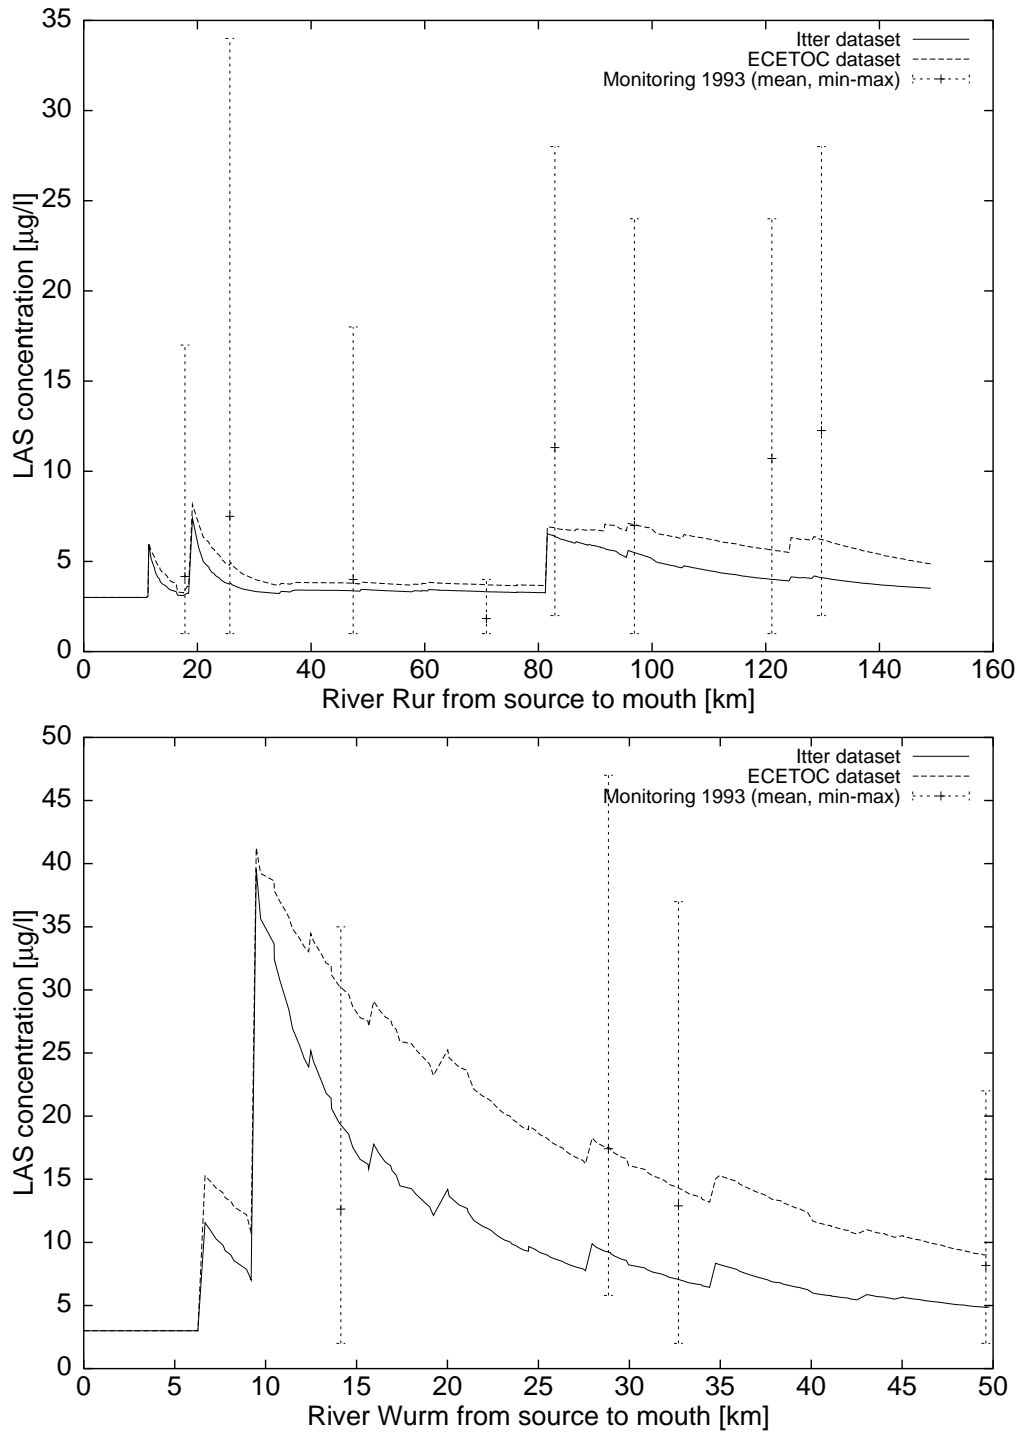 35
30
25
20
15
10
5
0
LAS concentration [µg/l]
Itter dataset
ECETOC dataset
Monitoring 1993 (mean, min-max)
0 20 40 60 80 100 120 140 160
River Rur from source to mouth [km]
50
45
40
35
30
25
20
15
10
5
0
LAS concentration [µg/l]
Itter dataset
ECETOC dataset
Monitoring 1993 (mean, min-max)
0 5 10 15 20 25 30 35 40 45 50
River Wurm from source to mouth [km]